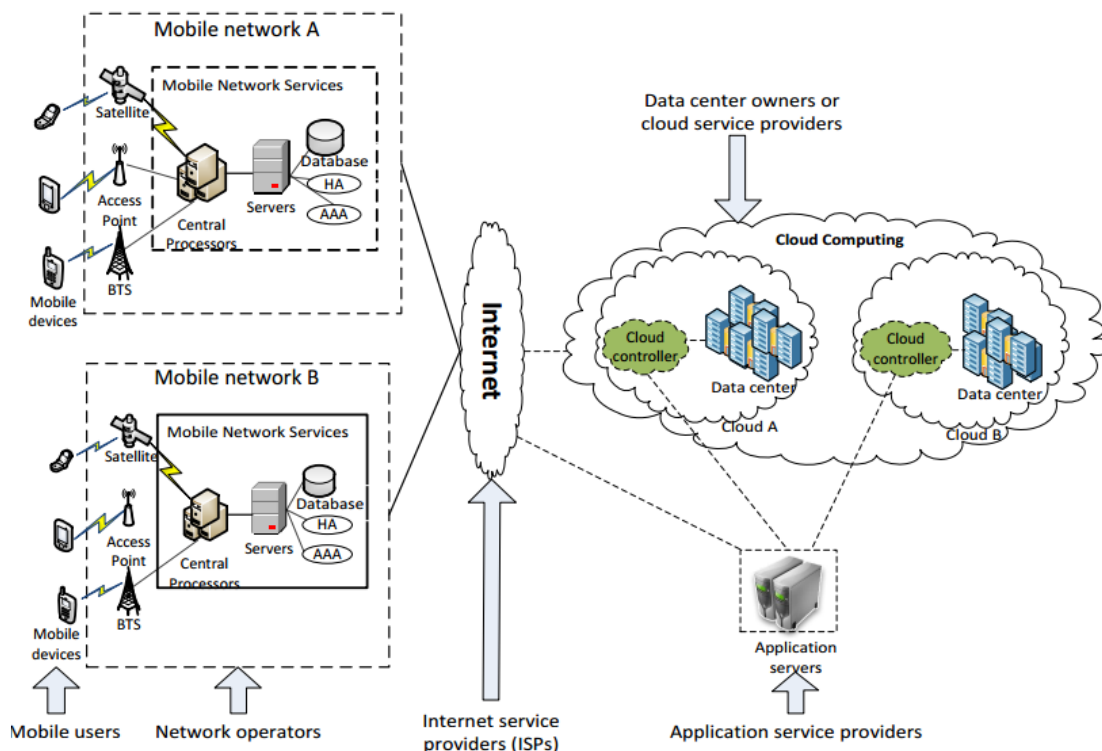 Mobile network A
Mobile Network Services
Satellite
Database
HA
AAA
Access
Point
Servers
Central
Processors
BTS
Mobile
devices
Mobile network B
Mobile Network Services
Satellite
Database
HA
AAA
Access
Point
Servers
Central
Processors
BTS
Mobile
devices
Mobile users
Network operators
Internet
Internet service
providers (ISPs)
Data center owners or
cloud service providers
Cloud Computing
Cloud
controller
Data center
Cloud A
Cloud
controller
Data center
Cloud B
Application
servers
Application service providers